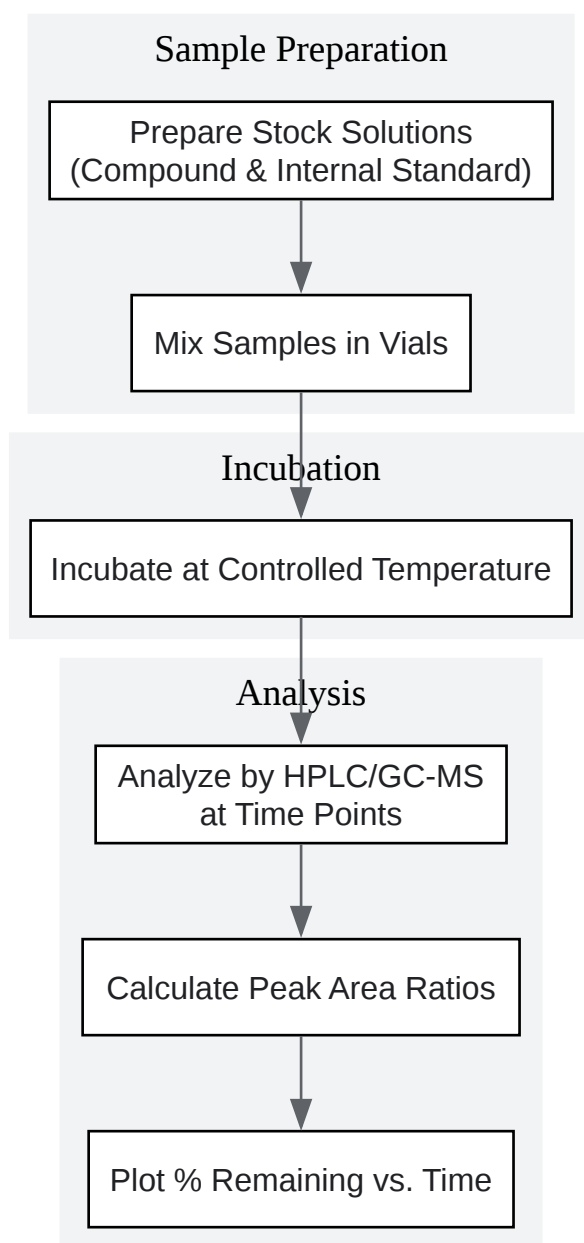 Sample Preparation
Prepare Stock Solutions
(Compound & Internal Standard)
Mix Samples in Vials
Incubation
Incubate at Controlled Temperature
Analysis
Analyze by HPLC/GC-MS
at Time Points
Calculate Peak Area Ratios
Plot % Remaining vs. Time